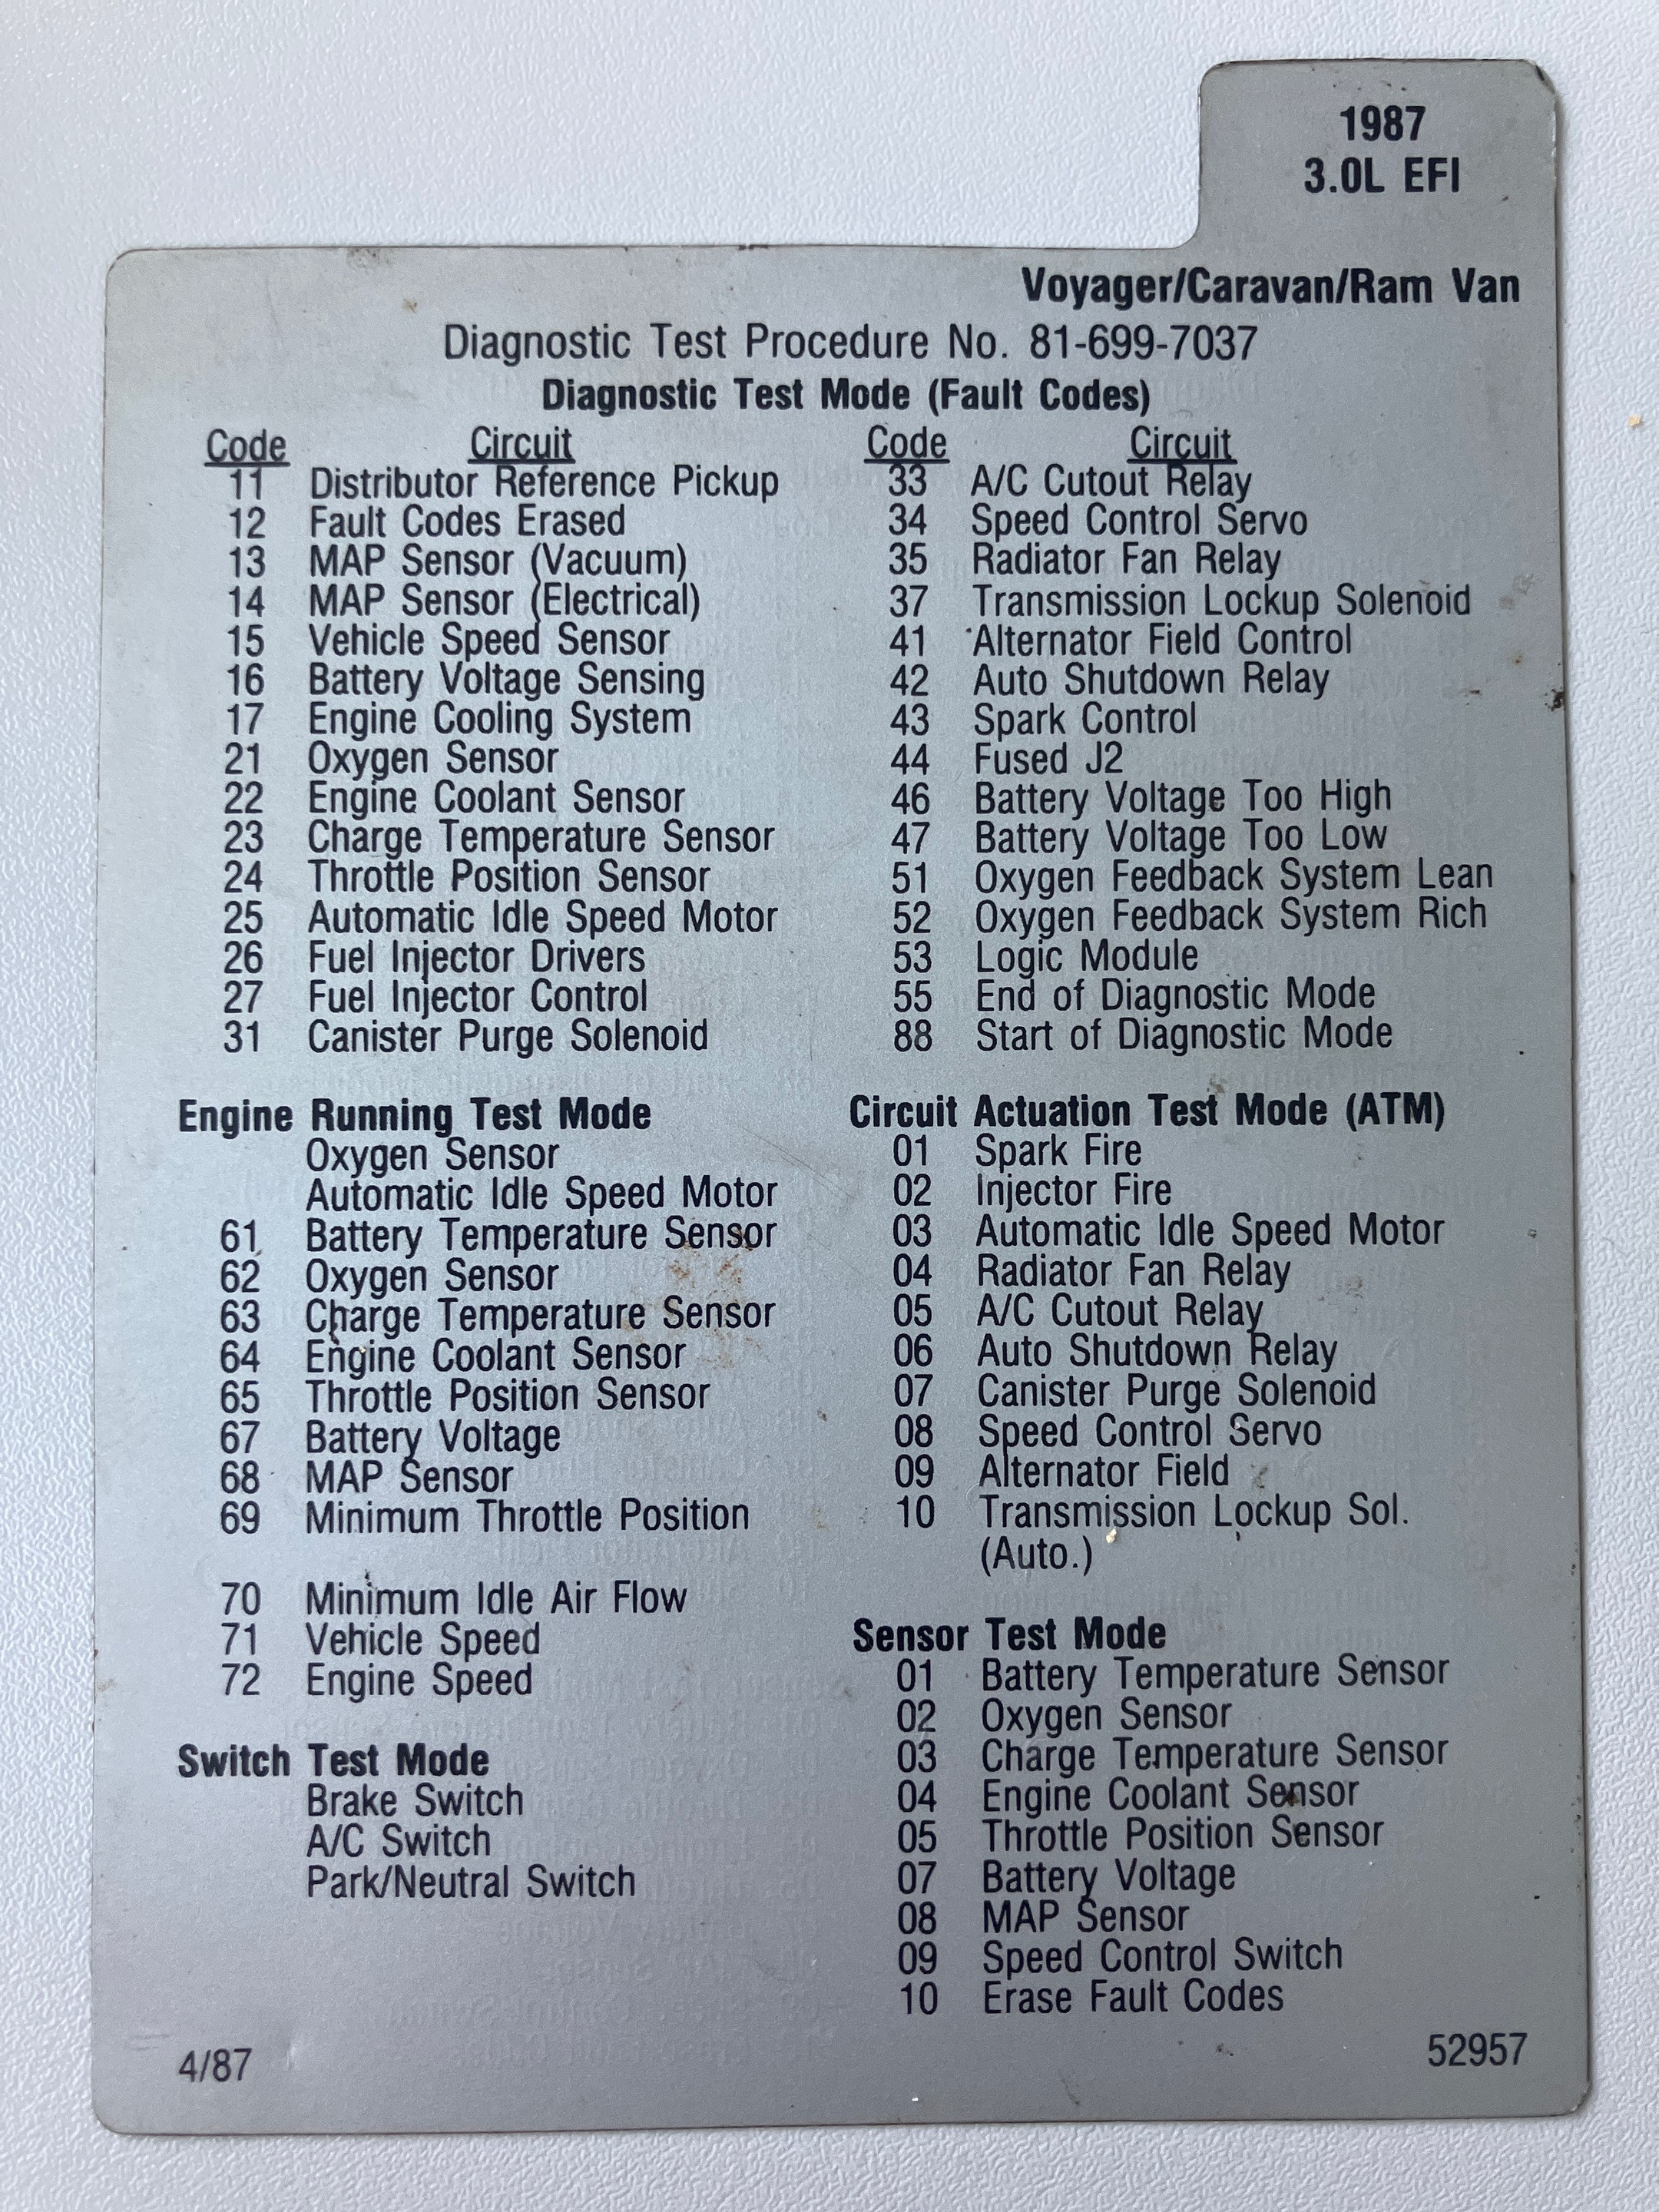 1987
3.0L EFI
Voyager/Caravan/Ram Van
Diagnostic Test Procedure No. 81-699-7037
Diagnostic Test Mode (Fault Codes)
Code Circuit
11 Distributor Reference Pickup
12 Fault Codes Erased
13 MAP Sensor (Vacuum)
14 MAP Sensor (Electrical)
15 Vehicle Speed Sensor
16 Battery Voltage Sensing
17 Engine Cooling System
21 Oxygen Sensor
22 Engine Coolant Sensor
23 Charge Temperature Sensor
24 Throttle Position Sensor
25 Automatic Idle Speed Motor
26 Fuel Injector Drivers
27 Fuel Injector Control
31 Canister Purge Solenoid
Code Circuit
33 A/C Cutout Relay
34 Speed Control Servo
35 Radiator Fan Relay
37 Transmission Lockup Solenoid
41 Alternator Field Control
42 Auto Shutdown Relay
43 Spark Control
44 Fused J2
46 Battery Voltage Too High
47 Battery Voltage Too Low
51 Oxygen Feedback System Lean
52 Oxygen Feedback System Rich
53 Logic Module
55 End of Diagnostic Mode
88 Start of Diagnostic Mode
Engine Running Test Mode
Oxygen Sensor
Automatic Idle Speed Motor
61 Battery Temperature Sensor
62 Oxygen Sensor
63 Charge Temperature Sensor
64 Engine Coolant Sensor
65 Throttle Position Sensor
67 Battery Voltage
68 MAP Sensor
69 Minimum Throttle Position
70 Minimum Idle Air Flow
71 Vehicle Speed
72 Engine Speed
Switch Test Mode
Brake Switch
A/C Switch
Park/Neutral Switch
Circuit Actuation Test Mode (ATM)
01 Spark Fire
02 Injector Fire
03 Automatic Idle Speed Motor
04 Radiator Fan Relay
05 A/C Cutout Relay
06 Auto Shutdown Relay
07 Canister Purge Solenoid
08 Speed Control Servo
09 Alternator Field
10 Transmission Lockup Sol.
(Auto.)
Sensor Test Mode
01 Battery Temperature Sensor
02 Oxygen Sensor
03 Charge Temperature Sensor
04 Engine Coolant Sensor
05 Throttle Position Sensor
07 Battery Voltage
08 MAP Sensor
09 Speed Control Switch
10 Erase Fault Codes
4/87
52957